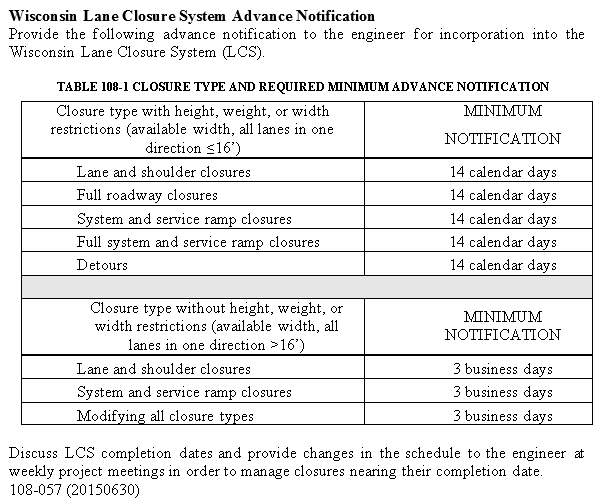 Wisconsin Lane Closure System Advance Notification
Provide the following advance notification to the engineer for incorporation into the
Wisconsin Lane Closure System (LCS).
TABLE 108-1 CLOSURE TYPE AND REQUIRED MINIMUM ADVANCE NOTIFICATION
Closure type with height, weight, or width
restrictions (available width, all lanes in one
direction ≤16’)
MINIMUM
NOTIFICATION
Lane and shoulder closures 14 calendar days
Full roadway closures 14 calendar days
System and service ramp closures 14 calendar days
Full system and service ramp closures 14 calendar days
Detours 14 calendar days
Closure type without height, weight, or
width restrictions (available width, all
lanes in one direction >16’)
MINIMUM
NOTIFICATION
Lane and shoulder closures 3 business days
System and service ramp closures 3 business days
Modifying all closure types 3 business days
Discuss LCS completion dates and provide changes in the schedule to the engineer at
weekly project meetings in order to manage closures nearing their completion date.
108-057 (20150630)